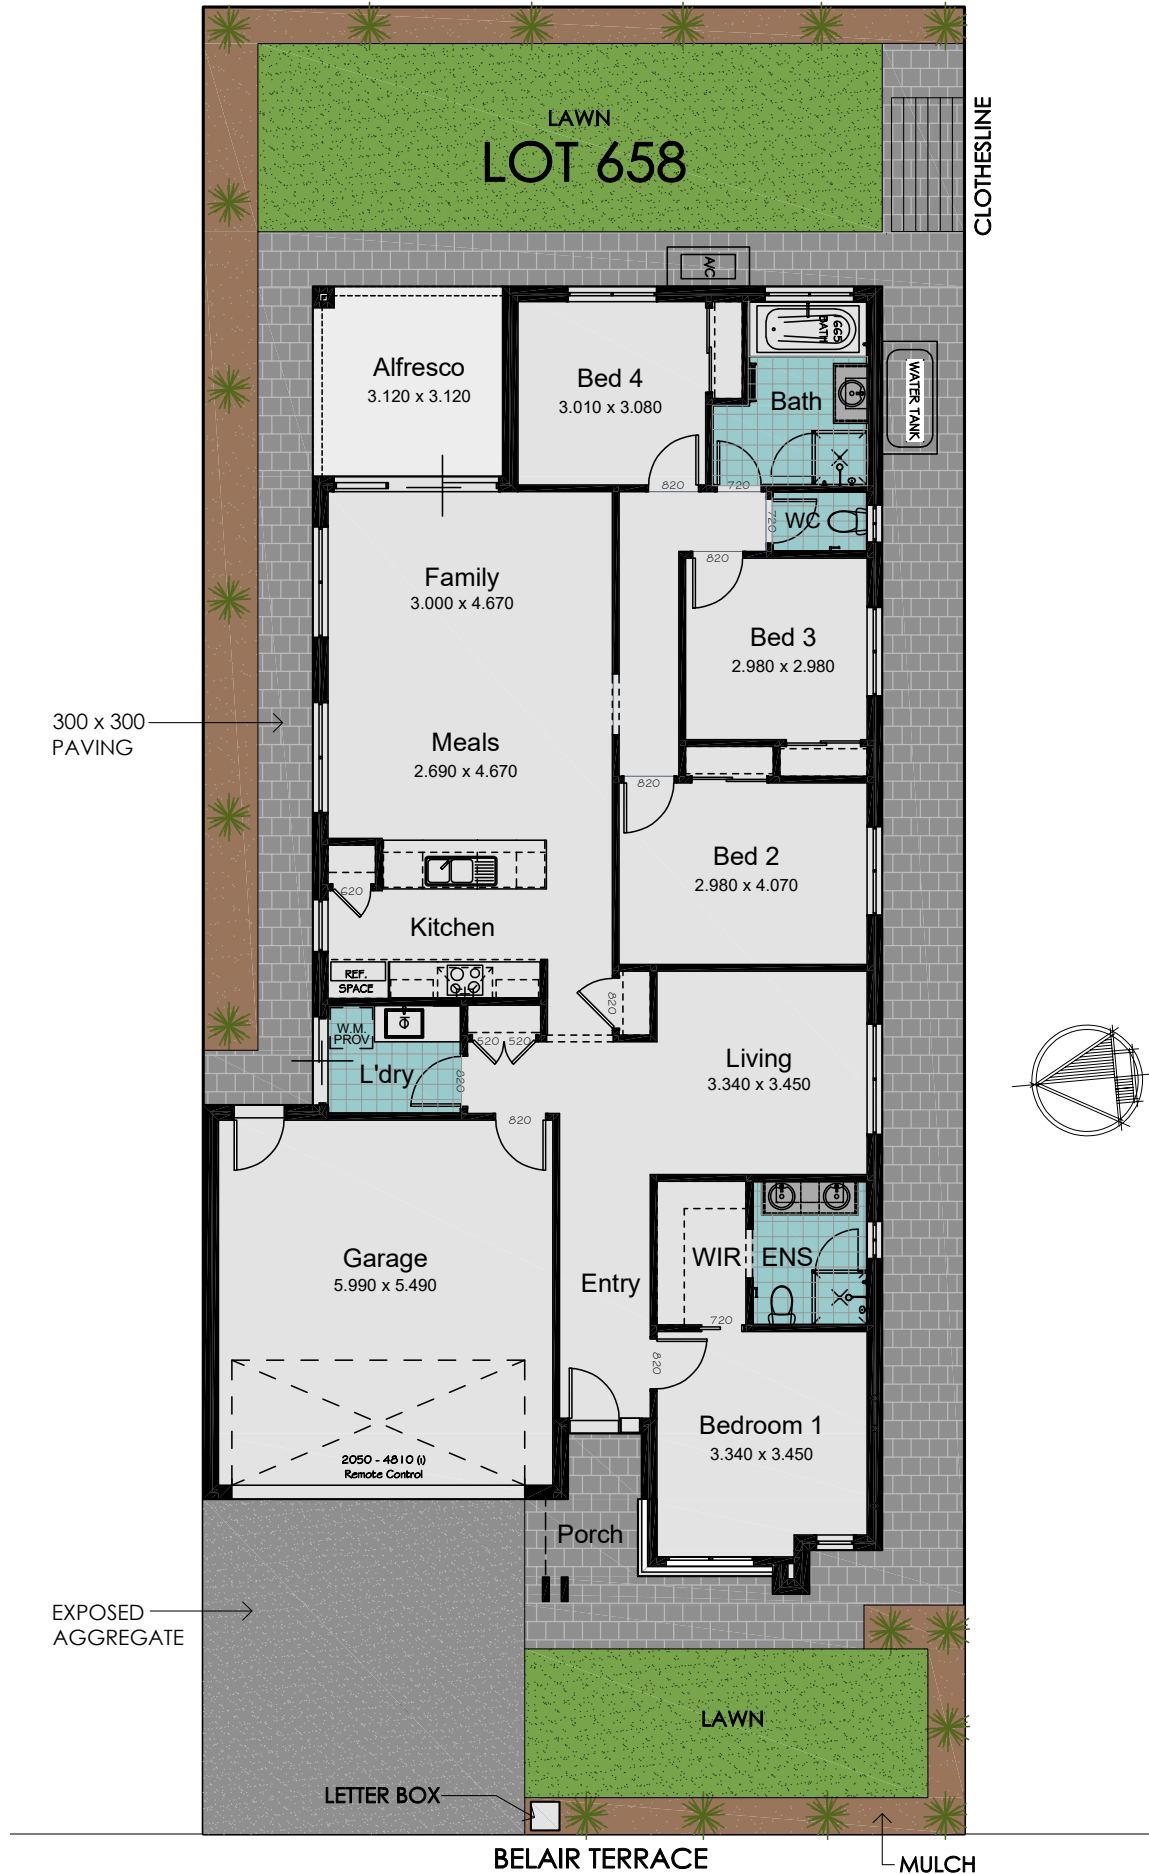 LAWN
LOT 658
CLOTHESLINE
A/C
665
BATH
Alfresco
3.120 x 3.120
Bed 4
3.010 x 3.080
Bath
WATER TANK
820
720
720
WC
820
Family
3.000 x 4.670
Bed 3
2.980 x 2.980
300 x 300
PAVING
Meals
2.690 x 4.670
820
Bed 2
2.980 x 4.070
620
Kitchen
REF.
SPACE
820
W.M.
PROV
520 520
L'dry
820
Living
3.340 x 3.450
820
Garage
5.990 x 5.490
Entry
WIR
ENS
720
820
Bedroom 1
3.340 x 3.450
2050 - 4810 (i)
Remote Control
Porch
EXPOSED
AGGREGATE
LAWN
LETTER BOX
BELAIR TERRACE
MULCH